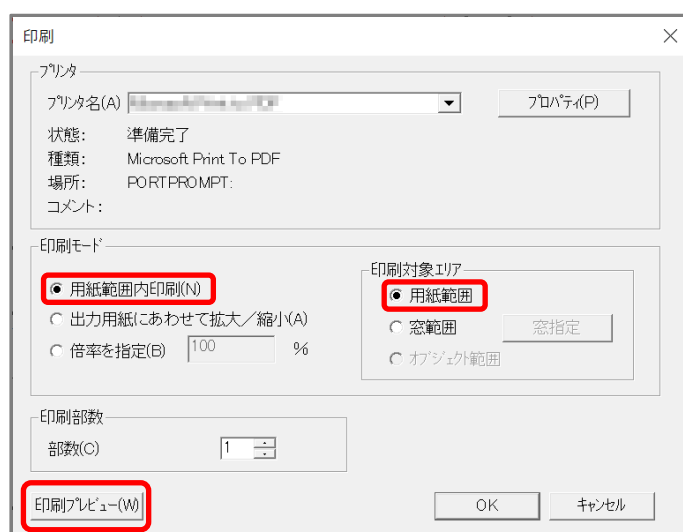 印刷
ﾌﾟﾘﾝﾀ
ﾌﾟﾘﾝﾀ名(A)
ﾌﾟﾛﾊﾟﾃｨ(P)
状態: 準備完了
種類: Microsoft Print To PDF
場所: PORTPROMPT:
コメント:
印刷ﾓｰﾄﾞ
用紙範囲内印刷(N)
出力用紙にあわせて拡大／縮小(A)
倍率を指定(B) 100 %
印刷対象ｴﾘｱ
用紙範囲
窓範囲 窓指定
ｵﾌﾞｼﾞｪｸﾄ範囲
印刷部数
部数(C) 1
印刷ﾌﾟﾚﾋﾞｭｰ(W)
OK ｷｬﾝｾﾙ